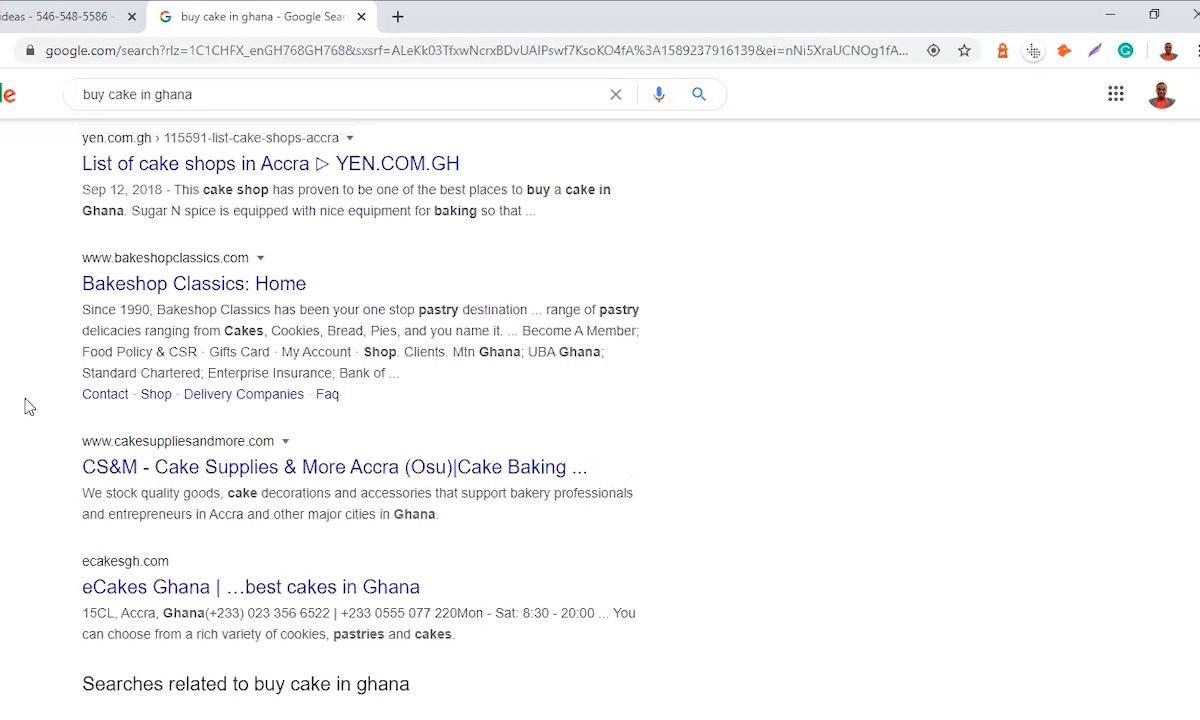 ideas - 546-548-5586 -
buy cake in ghana - Google Sear
google.com/search?rlz=1C1CHFX_enGH768GH768&sxsrf=ALeKk03TfxwNcrxBDvUAIPswf7KsoKO4fA%3A1589237916139&ei=nNi5XraUCNOg1fA...
le
buy cake in ghana
yen.com.gh › 115591-list-cake-shops-accra
List of cake shops in Accra ▷ YEN.COM.GH
Sep 12, 2018 - This cake shop has proven to be one of the best places to buy a cake in
Ghana. Sugar N spice is equipped with nice equipment for baking so that ...
www.bakeshopclassics.com
Bakeshop Classics: Home
Since 1990, Bakeshop Classics has been your one stop pastry destination ... range of pastry
delicacies ranging from Cakes, Cookies, Bread, Pies, and you name it. ... Become A Member;
Food Policy & CSR · Gifts Card · My Account · Shop. Clients. Mtn Ghana; UBA Ghana;
Standard Chartered; Enterprise Insurance; Bank of ...
Contact · Shop · Delivery Companies · Faq
www.cakesuppliesandmore.com
CS&M - Cake Supplies & More Accra (Osu)|Cake Baking ...
We stock quality goods, cake decorations and accessories that support bakery professionals
and entrepreneurs in Accra and other major cities in Ghana.
ecakesgh.com
eCakes Ghana | …best cakes in Ghana
15CL, Accra, Ghana(+233) 023 356 6522 | +233 0555 077 220Mon - Sat: 8:30 - 20:00 ... You
can choose from a rich variety of cookies, pastries and cakes.
Searches related to buy cake in ghana